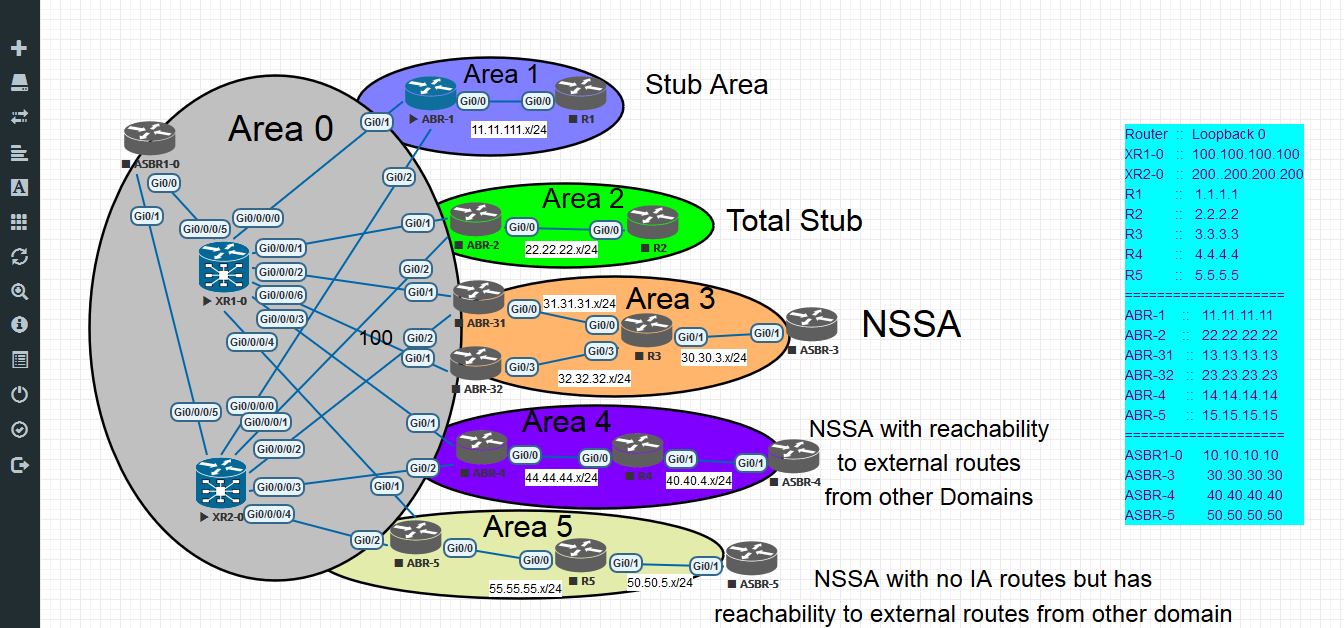 Area 1
Stub Area
Gi0/0
Gi0/0
ABR-1
R1
11.11.111.x/24
Gi0/1
Area 0
ASBR1-0
Gi0/0
Gi0/1
Gi0/2
Gi0/0/0/0
Gi0/0/0/5
Gi0/0/0/1
Gi0/0/0/2
Gi0/0/0/6
Gi0/0/0/3
Gi0/0/0/4
XR1-0
Area 2
Total Stub
Gi0/1
Gi0/0
Gi0/0
ABR-2
R2
22.22.22.x/24
Gi0/2
Gi0/1
Area 3
NSSA
31.31.31.x/24
Gi0/0
Gi0/0
ABR-31
Gi0/1
Gi0/1
R3
ASBR-3
30.30.3.x/24
100
Gi0/2
Gi0/1
Gi0/3
Gi0/3
ABR-32
32.32.32.x/24
Gi0/0/0/5
Gi0/0/0/0
Gi0/0/0/1
Gi0/0/0/2
Gi0/0/0/3
Gi0/0/0/4
XR2-0
Area 4
Gi0/1
Gi0/0
Gi0/0
Gi0/1
Gi0/1
Gi0/2
ABR-4
R4
ASBR-4
44.44.44.x/24
40.40.4.x/24
NSSA with reachability
to external routes
from other Domains
Gi0/1
Area 5
Gi0/2
Gi0/0
Gi0/0
Gi0/1
Gi0/1
ABR-5
R5
ASBR-5
55.55.55.x/24
50.50.5.x/24
NSSA with no IA routes but has
reachability to external routes from other domain
Router :: Loopback 0
XR1-0 :: 100.100.100.100
XR2-0 :: 200..200.200.200
R1 :: 1.1.1.1
R2 :: 2.2.2.2
R3 :: 3.3.3.3
R4 :: 4.4.4.4
R5 :: 5.5.5.5
====================
ABR-1 :: 11.11.11.11
ABR-2 :: 22.22.22.22
ABR-31 :: 13.13.13.13
ABR-32 :: 23.23.23.23
ABR-4 :: 14.14.14.14
ABR-5 :: 15.15.15.15
====================
ASBR1-0 10.10.10.10
ASBR-3 30.30.30.30
ASBR-4 40.40.40.40
ASBR-5 50.50.50.50